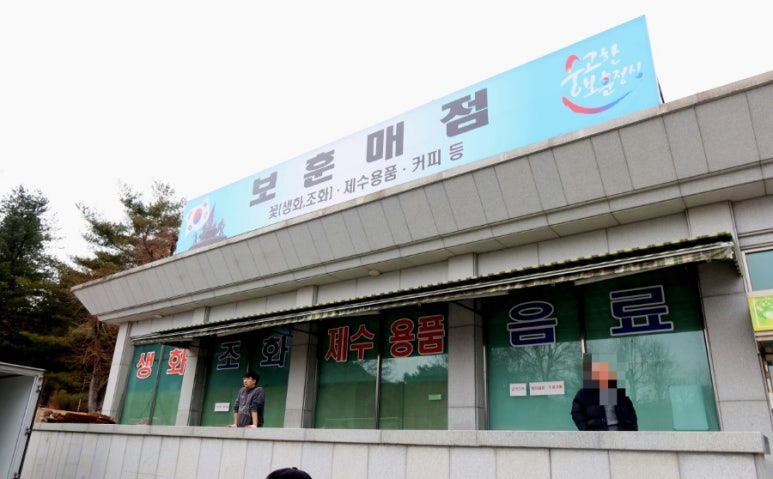 숭고한
보훈정신
보훈매점
꽃(생화,조화)·제수용품·커피 등
생화 조화 제수 용품 음료